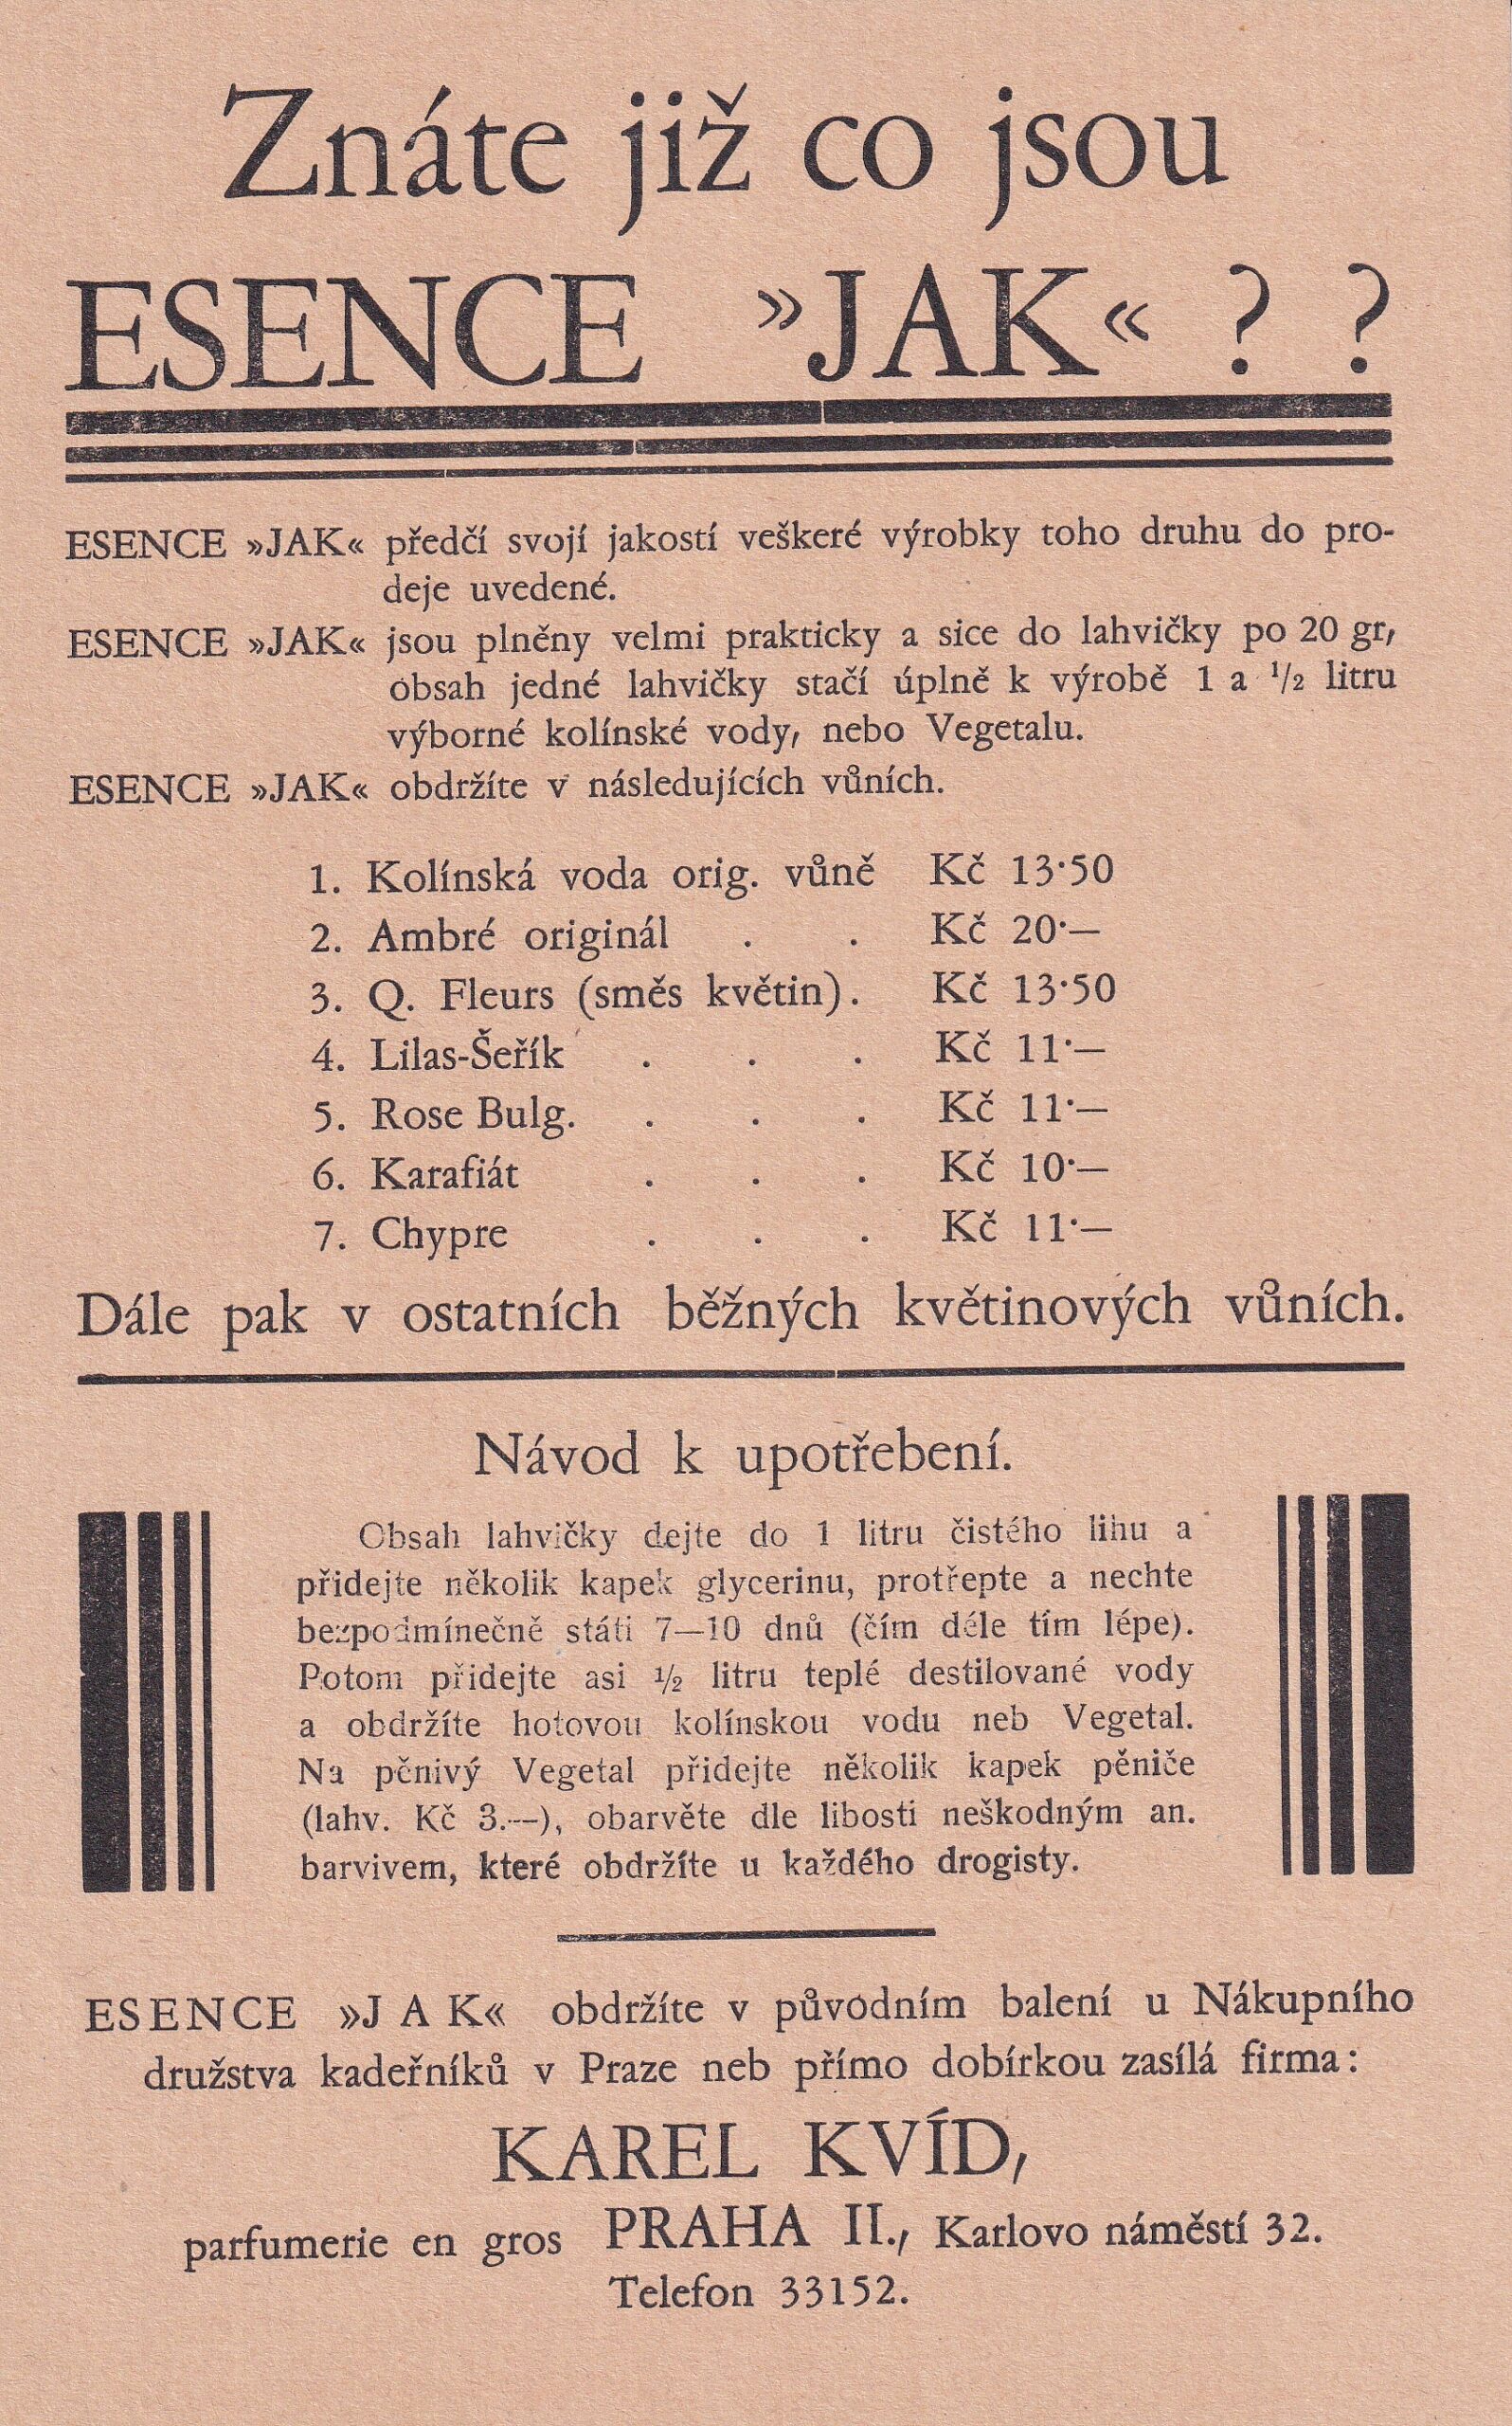 Znáte již co jsou
ESENCE »JAK« ? ?
ESENCE »JAK« předčí svojí jakostí veškeré výrobky toho druhu do pro-
deje uvedené.
ESENCE »JAK« jsou plněny velmi prakticky a sice do lahvičky po 20 gr,
obsah jedné lahvičky stačí úplně k výrobě 1 a 1/2 litru
výborné kolínské vody, nebo Vegetalu.
ESENCE »JAK« obdržíte v následujících vůních.
1. Kolínská voda orig. vůně Kč 13·50
2. Ambré originál . . Kč 20·—
3. Q. Fleurs (směs květin). Kč 13·50
4. Lilas-Šeřík . . . Kč 11·—
5. Rose Bulg. . . . Kč 11·—
6. Karafiát . . . Kč 10·—
7. Chypre . . . Kč 11·—
Dále pak v ostatních běžných květinových vůních.
Návod k upotřebení.
Obsah lahvičky dejte do 1 litru čistého lihu a
přidejte několik kapek glycerinu, protřepte a nechte
bezpodmínečně státi 7—10 dnů (čím déle tím lépe).
Potom přidejte asi 1/2 litru teplé destilované vody
a obdržíte hotovou kolínskou vodu neb Vegetal.
Na pěnivý Vegetal přidejte několik kapek pěniče
(lahv. Kč 3.—), obarvěte dle libosti neškodným an.
barvivem, které obdržíte u každého drogisty.
ESENCE »JAK« obdržíte v původním balení u Nákupního
družstva kadeřníků v Praze neb přímo dobírkou zasílá firma:
KAREL KVÍD,
parfumerie en gros PRAHA II., Karlovo náměstí 32.
Telefon 33152.